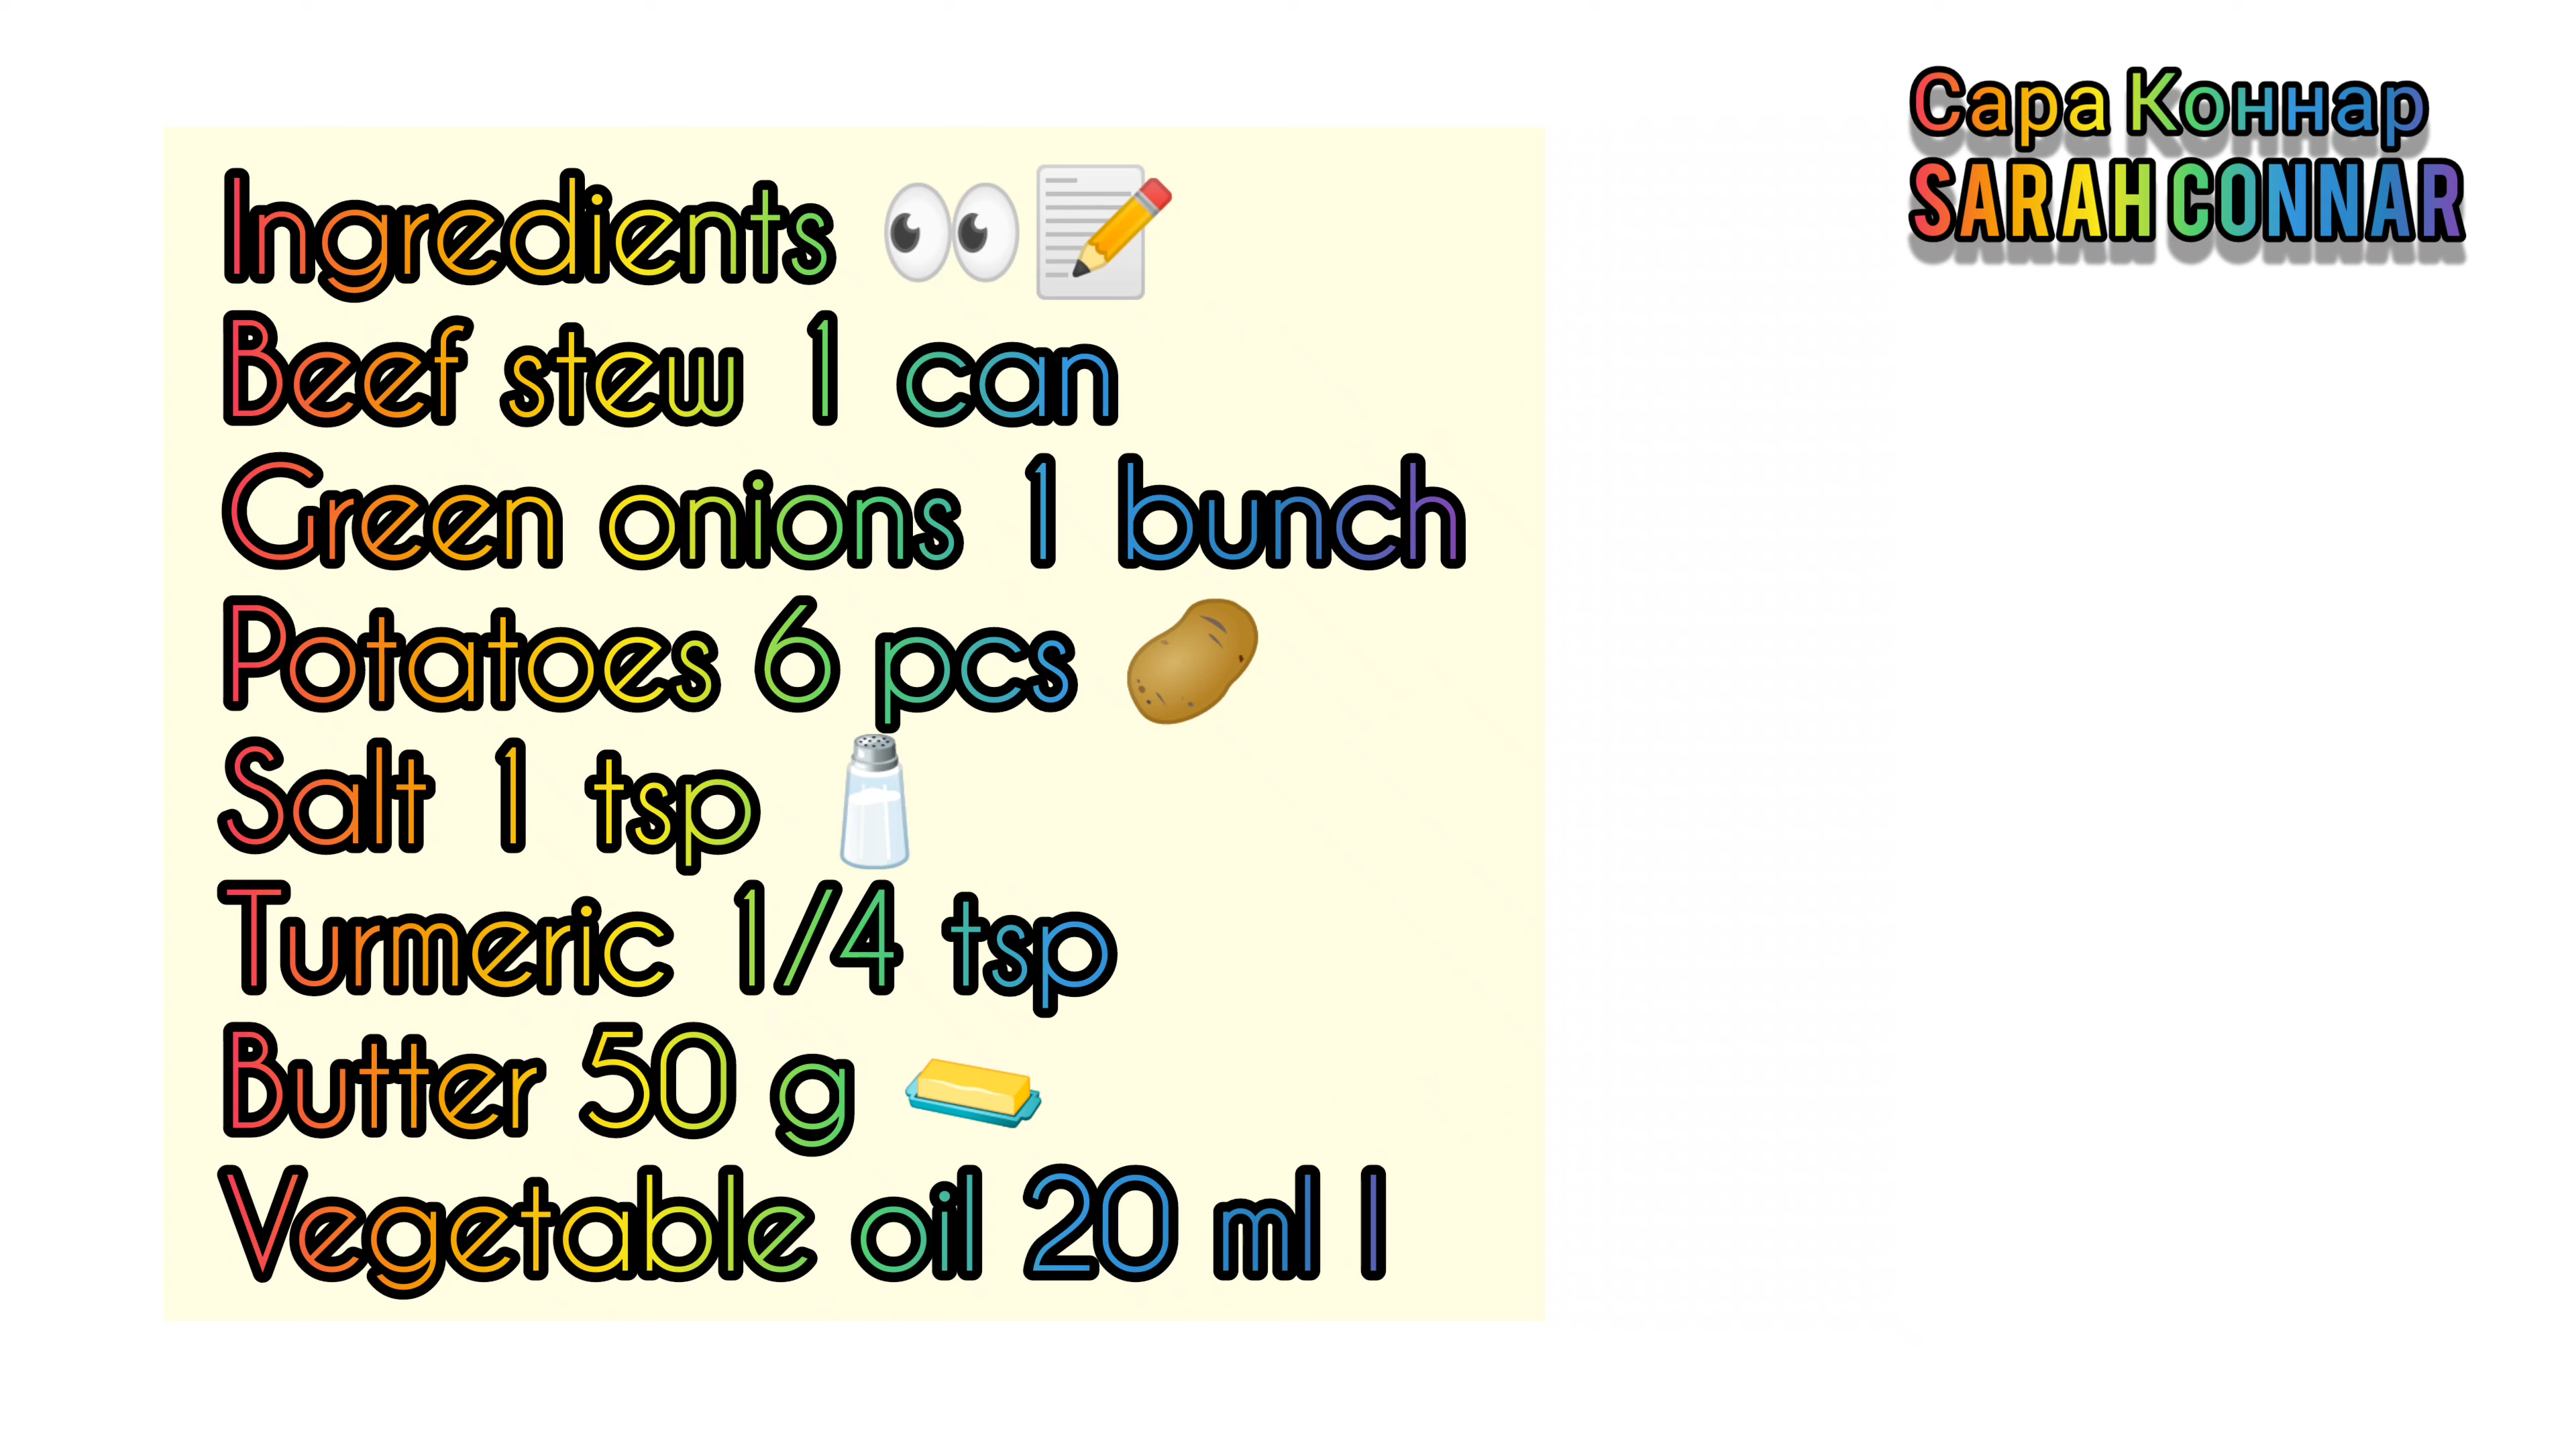 Ingredients 👀📝
Beef stew 1 can
Green onions 1 bunch
Potatoes 6 pcs 🥔
Salt 1 tsp 🧂
Turmeric 1/4 tsp
Butter 50 g 🧈
Vegetable oil 20 ml l
Сара Коннар
SARAH CONNAR